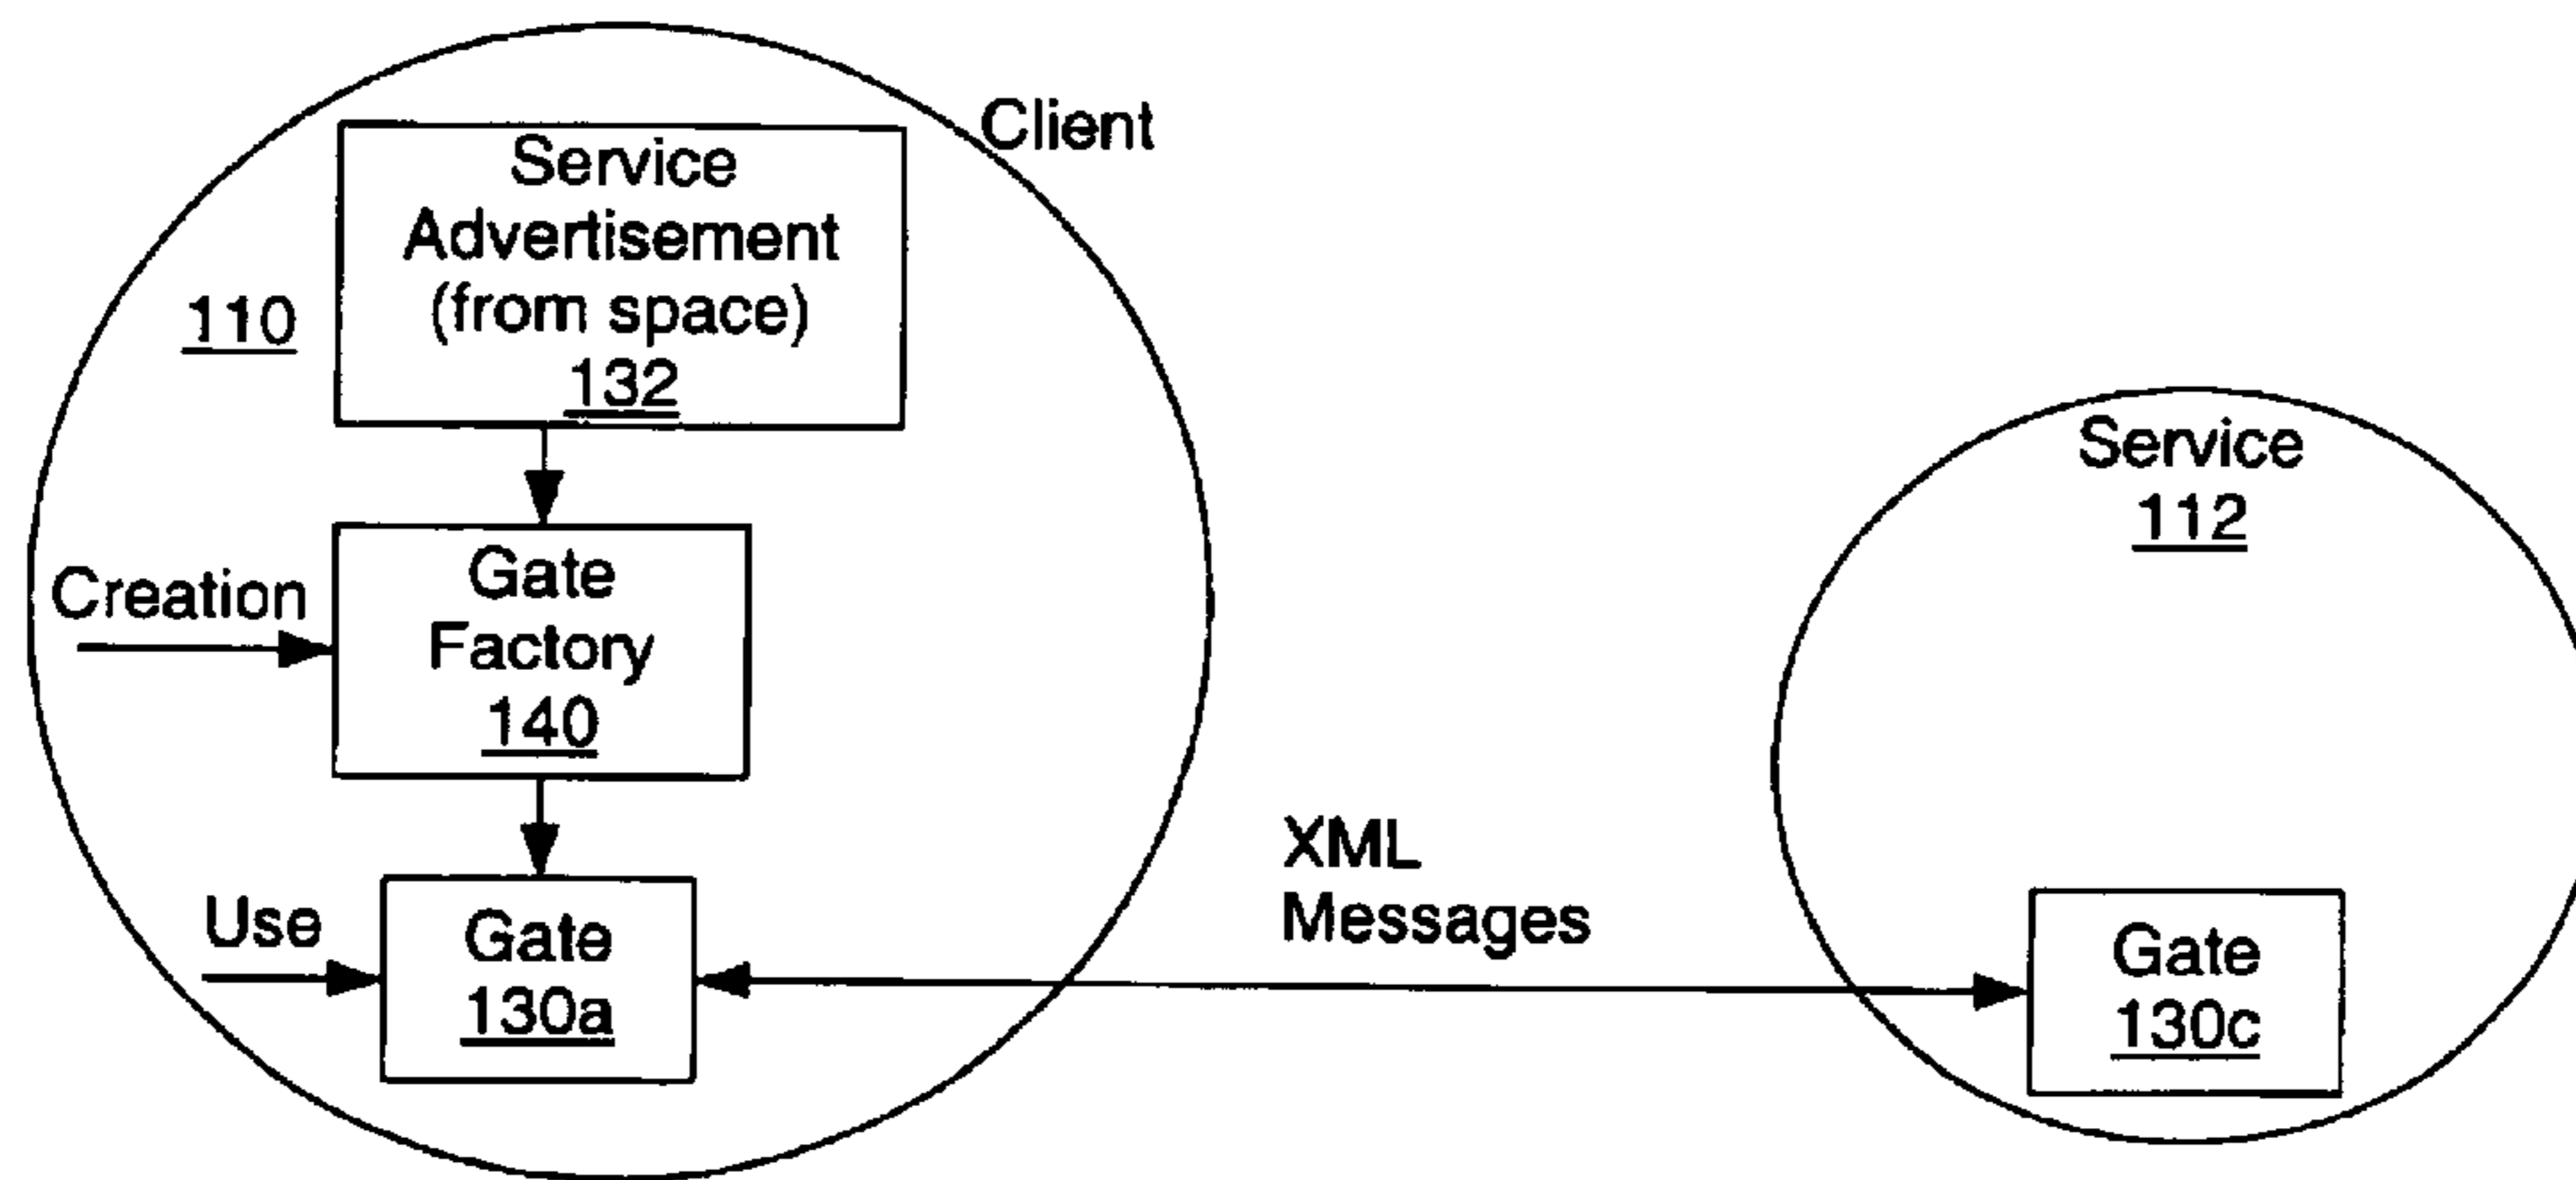 Client
Service
Advertisement
(from space)
132
110
Gate
Factory
140
Creation
Use
Gate
130a
XML
Messages
Service
112
Gate
130c